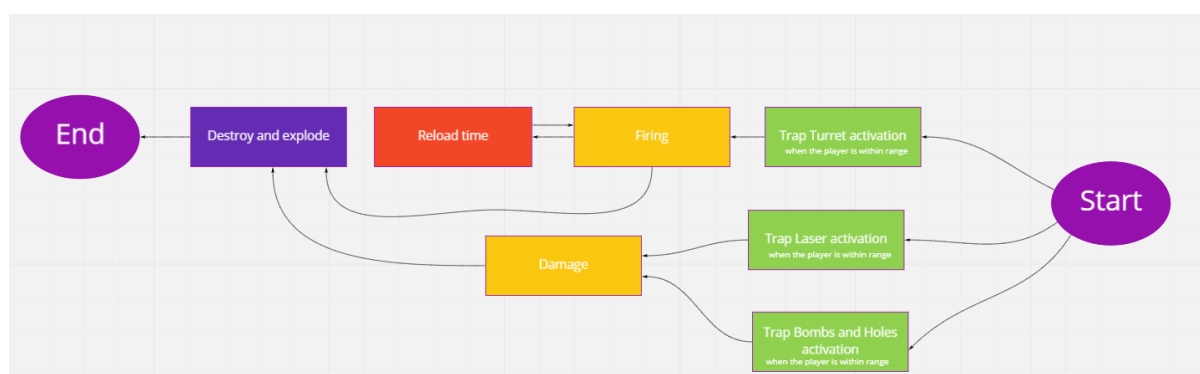 End
Destroy and explode
Reload time
Firing
Trap Turret activation
when the player is within range
Start
Trap Laser activation
when the player is within range
Damage
Trap Bombs and Holes
activation
when the player is within range